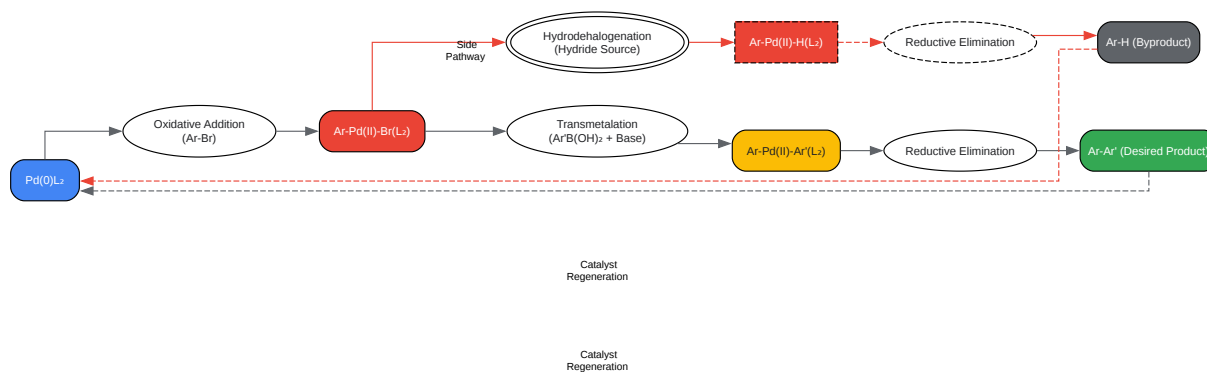 Side
Pathway
Hydrodehalogenation
(Hydride Source)
Ar-Pd(II)-H(L₂)
Reductive Elimination
Ar-H (Byproduct)
Oxidative Addition
(Ar-Br)
Ar-Pd(II)-Br(L₂)
Transmetalation
(Ar'B(OH)₂ + Base)
Ar-Pd(II)-Ar'(L₂)
Reductive Elimination
Ar-Ar' (Desired Product)
Pd(0)L₂
Catalyst
Regeneration
Catalyst
Regeneration